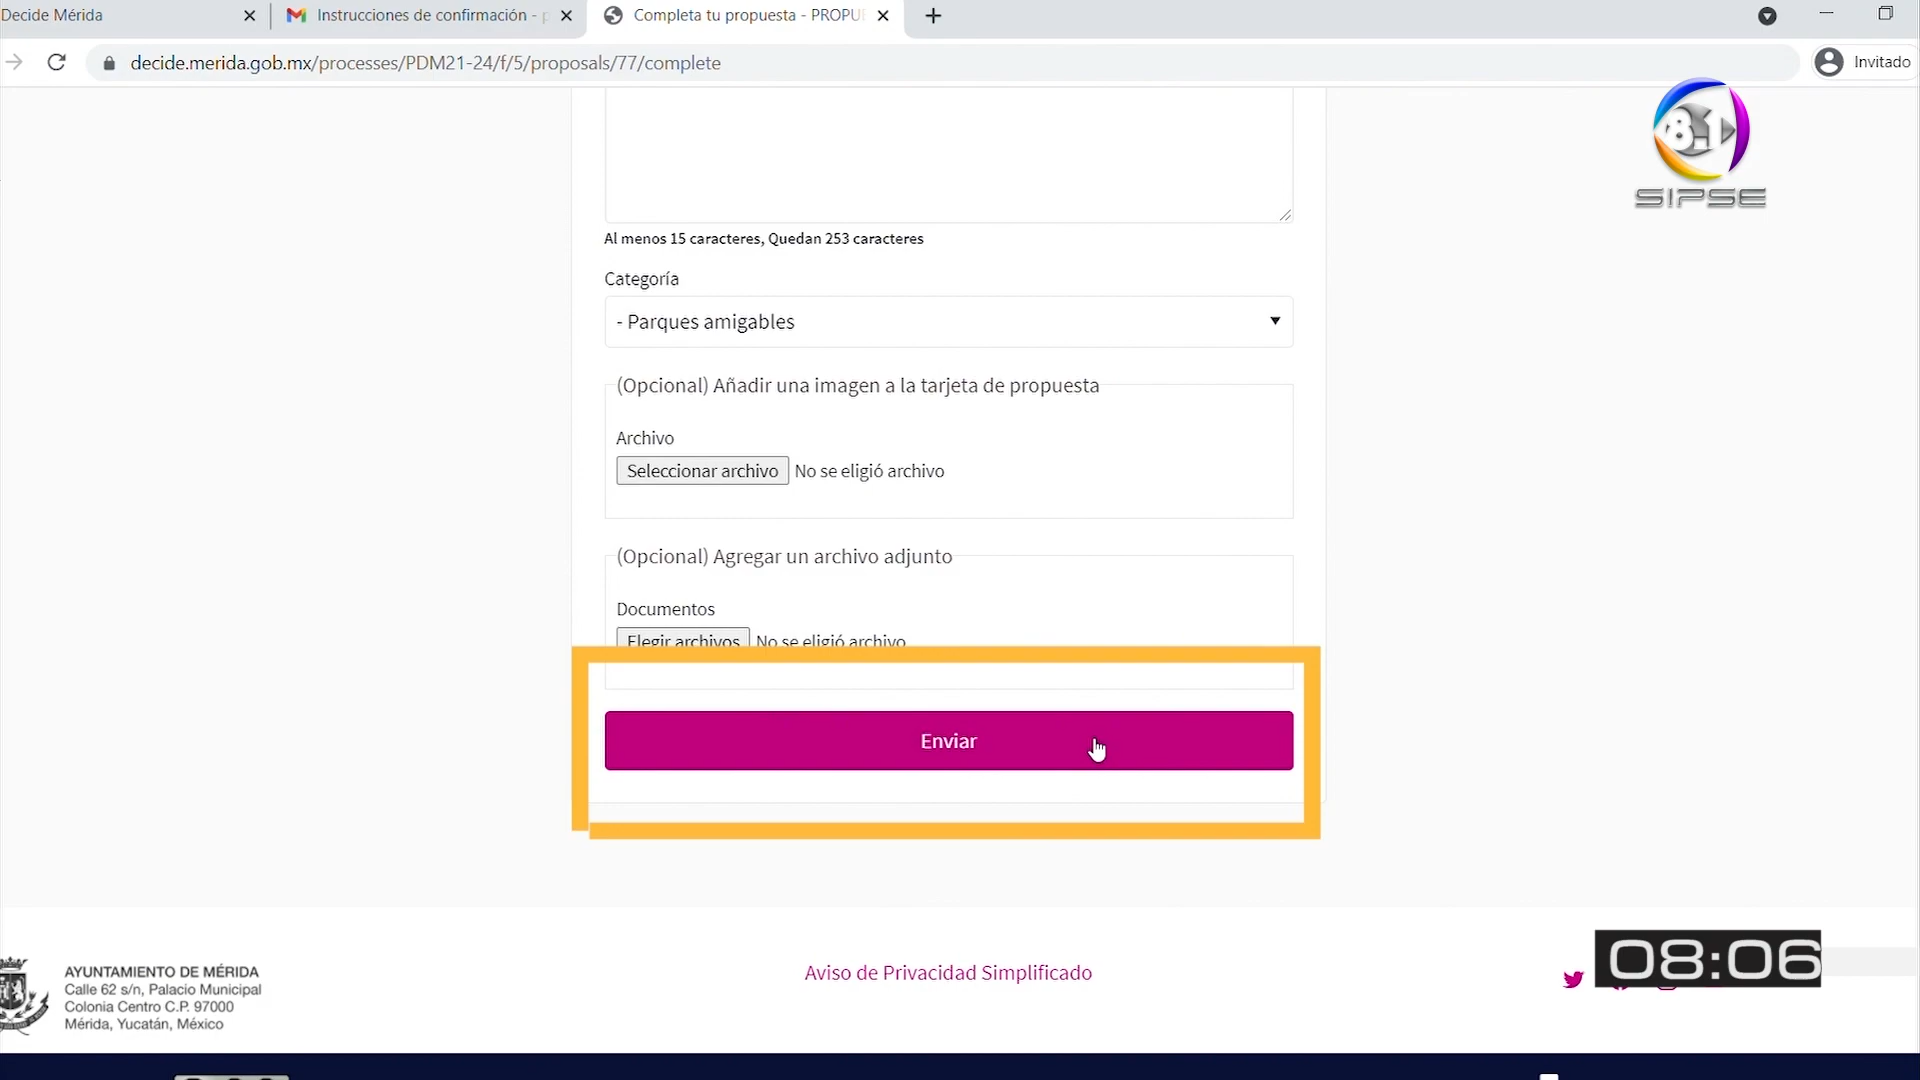 Decide Mérida
Instrucciones de confirmación - p
Completa tu propuesta - PROPU
decide.merida.gob.mx/processes/PDM21-24/f/5/proposals/77/complete
Invitado
8.1
SIPSE
Al menos 15 caracteres, Quedan 253 caracteres
Categoría
- Parques amigables
(Opcional) Añadir una imagen a la tarjeta de propuesta
Archivo
Seleccionar archivo No se eligió archivo
(Opcional) Agregar un archivo adjunto
Documentos
Elegir archivos No se eligió archivo
Enviar
AYUNTAMIENTO DE MÉRIDA
Calle 62 s/n, Palacio Municipal
Colonia Centro C.P. 97000
Mérida, Yucatán, México
Aviso de Privacidad Simplificado
08:06